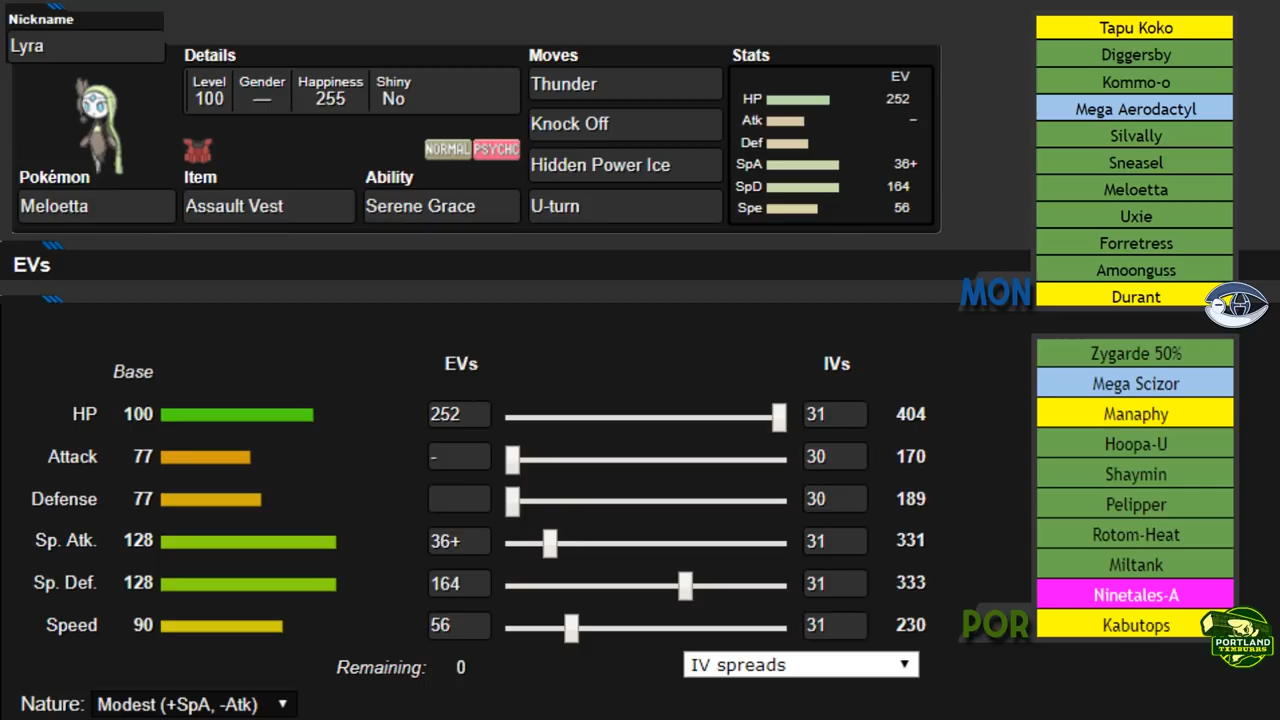 Nickname
Lyra
Details
Level Gender Happiness Shiny
100 — 255 No
NORMAL PSYCHC
Pokémon Item Ability
Meloetta Assault Vest Serene Grace
Moves
Thunder
Knock Off
Hidden Power Ice
U-turn
Stats
EV
HP 252
Atk –
Def
SpA 36+
SpD 164
Spe 56
EVs
Base EVs IVs
HP 100 252 31 404
Attack 77 - 30 170
Defense 77 30 189
Sp. Atk. 128 36+ 31 331
Sp. Def. 128 164 31 333
Speed 90 56 31 230
Remaining: 0
IV spreads
Nature: Modest (+SpA, -Atk)
Tapu Koko
Diggersby
Kommo-o
Mega Aerodactyl
Silvally
Sneasel
Meloetta
Uxie
Forretress
Amoonguss
Durant
MON
Zygarde 50%
Mega Scizor
Manaphy
Hoopa-U
Shaymin
Pelipper
Rotom-Heat
Miltank
Ninetales-A
Kabutops
POR
PORTLAND
TIMBURRS